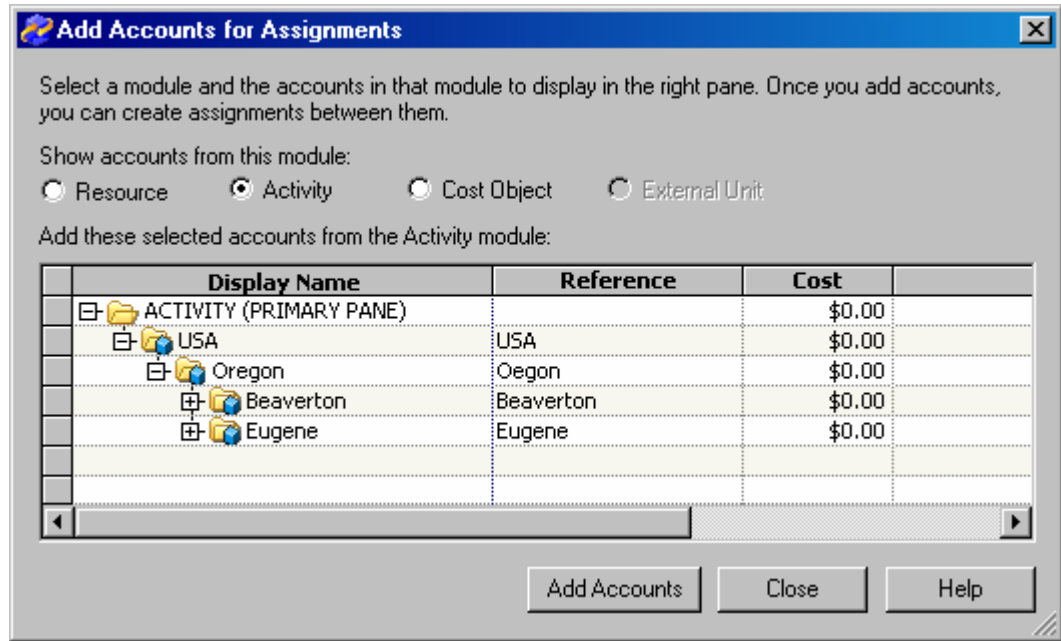 Add Accounts for Assignments
Select a module and the accounts in that module to display in the right pane. Once you add accounts,
you can create assignments between them.
Show accounts from this module:
Resource Activity Cost Object External Unit
Add these selected accounts from the Activity module:
Display Name Reference Cost
ACTIVITY (PRIMARY PANE) $0.00
USA USA $0.00
Oregon Oegon $0.00
Beaverton Beaverton $0.00
Eugene Eugene $0.00
Add Accounts Close Help